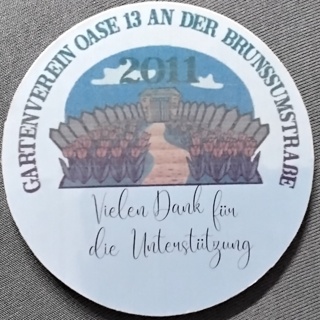 GARTENVEREIN OASE 13 AN DER BRUNSSUMSTRAßE
2011
Vielen Dank für
die Unterstützung